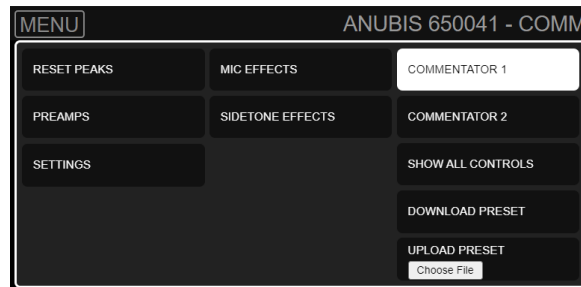 MENU
ANUBIS 650041 - COMM
RESET PEAKS
MIC EFFECTS
COMMENTATOR 1
PREAMPS
SIDETONE EFFECTS
COMMENTATOR 2
SETTINGS
SHOW ALL CONTROLS
DOWNLOAD PRESET
UPLOAD PRESET
Choose File